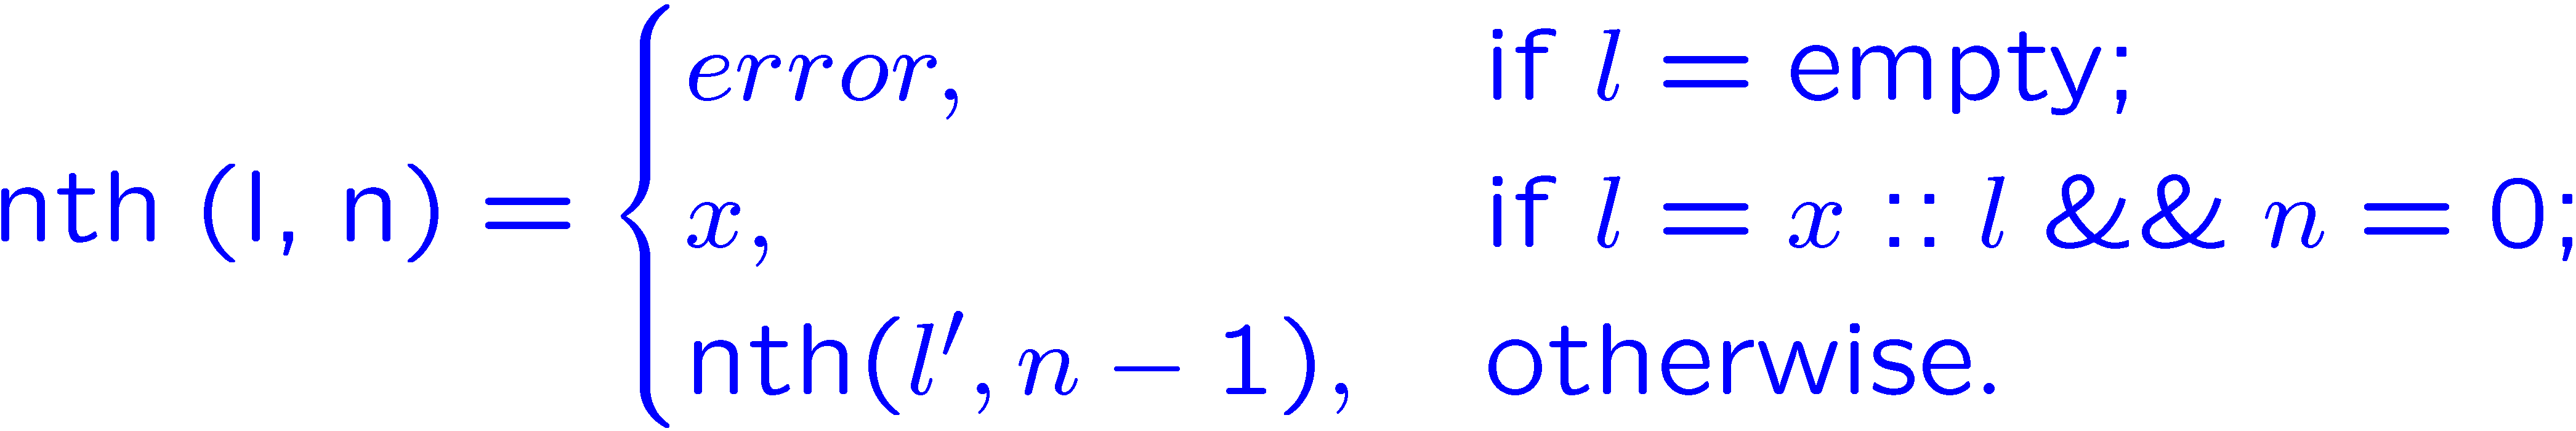 error, if l = empty;
nth (l, n) = { x, if l = x :: l && n = 0;
nth(l′, n − 1), otherwise.